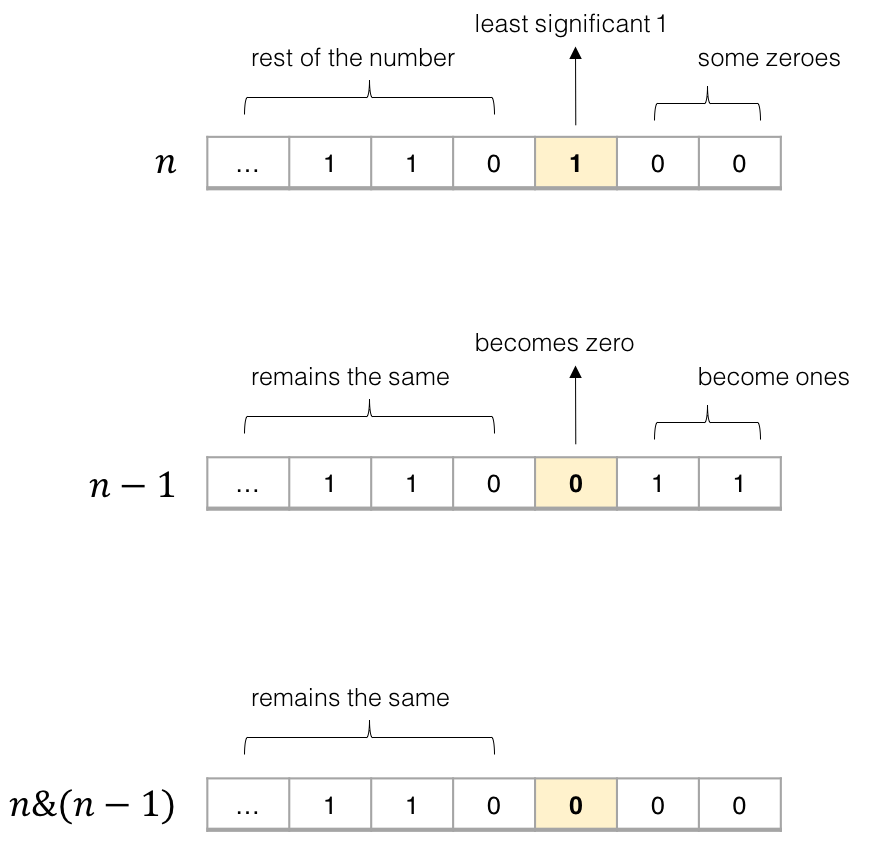 least significant 1
rest of the number
some zeroes
n ... 1 1 0 1 0 0
becomes zero
remains the same
become ones
n − 1 ... 1 1 0 0 1 1
remains the same
n&(n − 1) ... 1 1 0 0 0 0